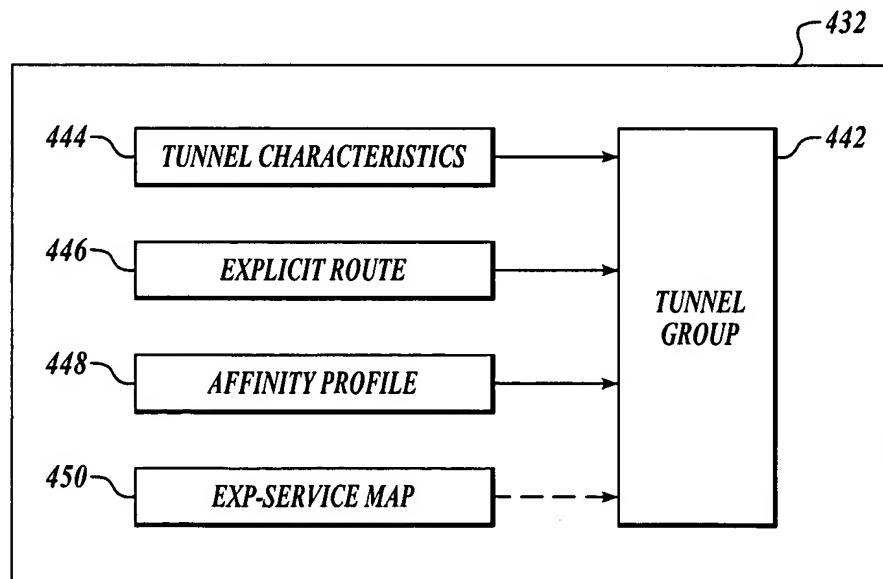 432
444
TUNNEL CHARACTERISTICS
442
446
EXPLICIT ROUTE
TUNNEL
GROUP
448
AFFINITY PROFILE
450
EXP-SERVICE MAP